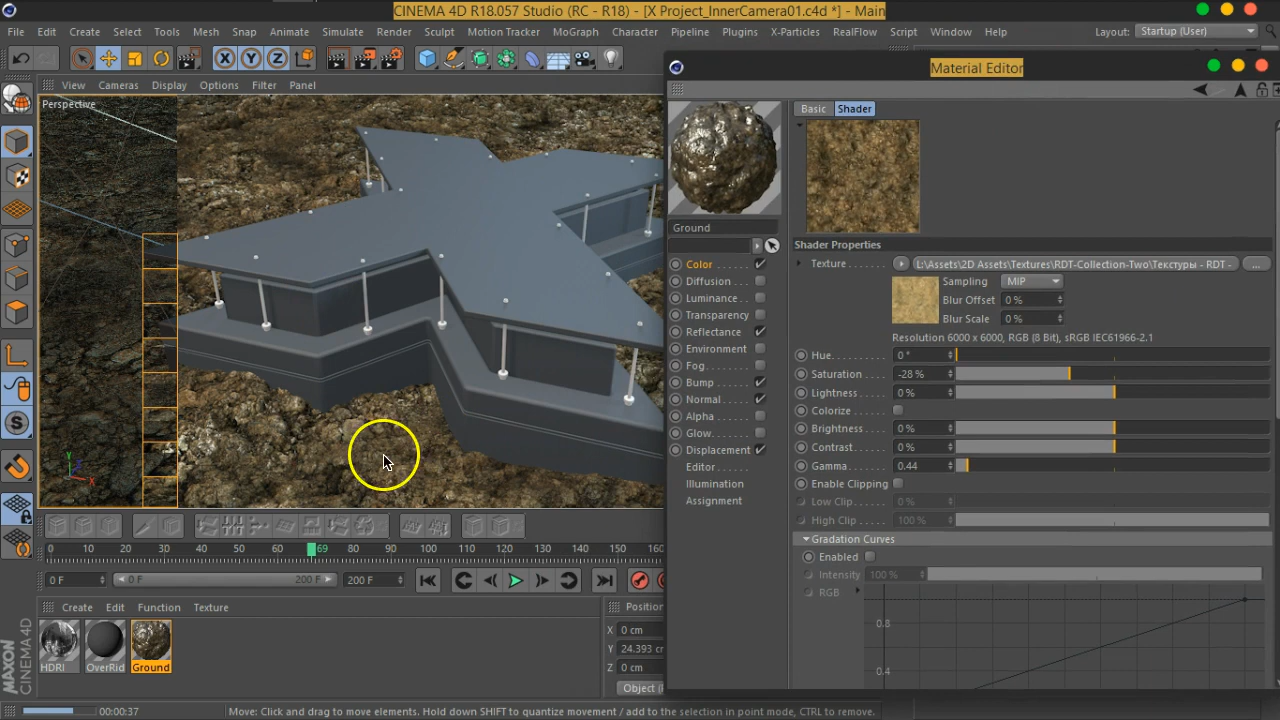 CINEMA 4D R18.057 Studio (RC - R18) - [X Project_InnerCamera01.c4d *] - Main
File Edit Create Select Tools Mesh Snap Animate Simulate Render Sculpt Motion Tracker MoGraph Character Pipeline Plugins X-Particles RealFlow Script Window Help Layout: Startup (User)
X Y Z
View Cameras Display Options Filter Panel
Perspective
Material Editor
Basic Shader
Ground
Color
Diffusion
Luminance
Transparency
Reflectance
Environment
Fog
Bump
Normal
Alpha
Glow
Displacement
Editor
Illumination
Assignment
Shader Properties
Texture L:\Assets\2D Assets\Textures\RDT-Collection-Two\Текстуры - RDT - ...
Sampling MIP
Blur Offset 0 %
Blur Scale 0 %
Resolution 6000 x 6000, RGB (8 Bit), sRGB IEC61966-2.1
Hue 0 °
Saturation -28 %
Lightness 0 %
Colorize
Brightness 0 %
Contrast 0 %
Gamma 0.44
Enable Clipping
Low Clip 0 %
High Clip 100 %
Gradation Curves
Enabled
Intensity 100 %
RGB
0.8
0.4
Y
Z
X
S
0 10 20 30 40 50 60 69 80 90 100 110 120 130 140 150 160
0 F 0 F 200 F 200 F
Create Edit Function Texture
HDRI OverRid Ground
Position
X 0 cm
Y 24.393 cm
Z 0 cm
Object (
MAXON
CINEMA 4D
00:00:37 Move: Click and drag to move elements. Hold down SHIFT to quantize movement / add to the selection in point mode, CTRL to remove.